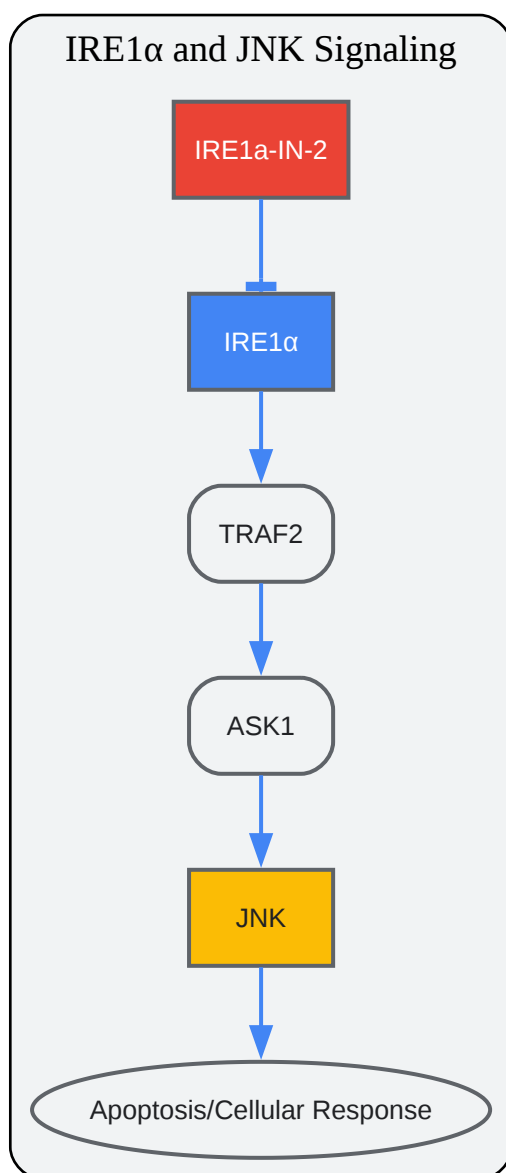 IRE1α and JNK Signaling
IRE1a-IN-2
IRE1α
TRAF2
ASK1
JNK
Apoptosis/Cellular Response